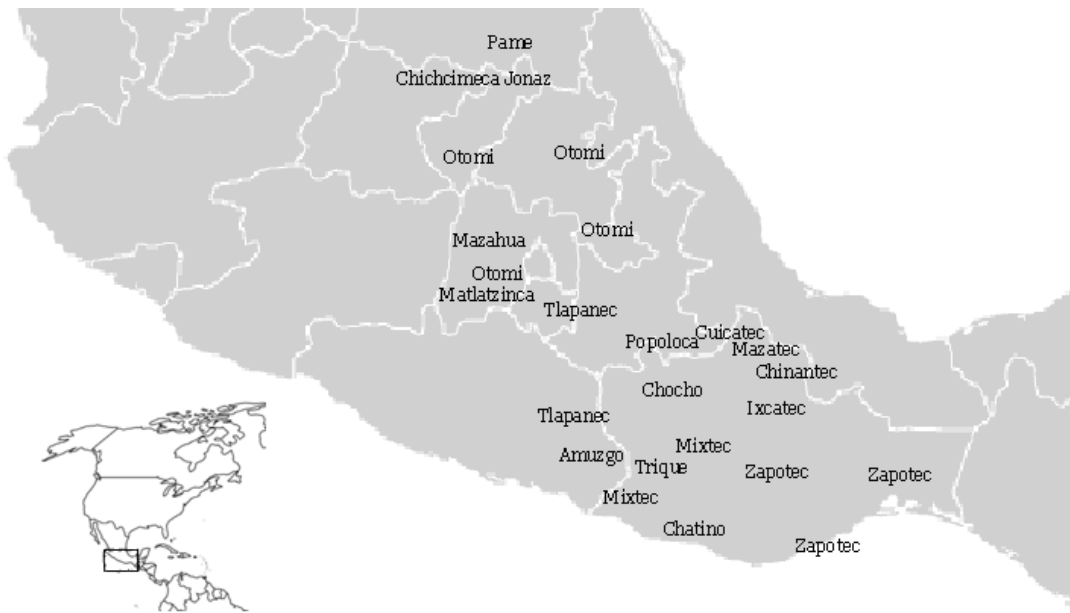 Pame
Chichcimeca Jonaz
Otomi
Otomi
Otomi
Mazahua
Otomi
Matlatzinca
Tlapanec
Cuicatec
Popoloca
Mazatec
Chinantec
Chocho
Ixcatec
Tlapanec
Mixtec
Amuzgo
Trique
Zapotec
Zapotec
Mixtec
Chatino
Zapotec